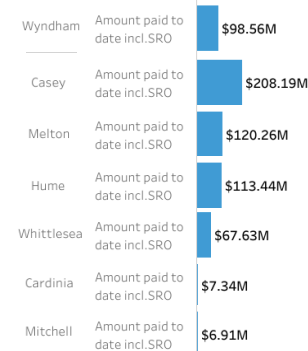 Wyndham
Amount paid to
date incl.SRO
$98.56M
Casey
Amount paid to
date incl.SRO
$208.19M
Melton
Amount paid to
date incl.SRO
$120.26M
Hume
Amount paid to
date incl.SRO
$113.44M
Whittlesea
Amount paid to
date incl.SRO
$67.63M
Cardinia
Amount paid to
date incl.SRO
$7.34M
Mitchell
Amount paid to
date incl.SRO
$6.91M